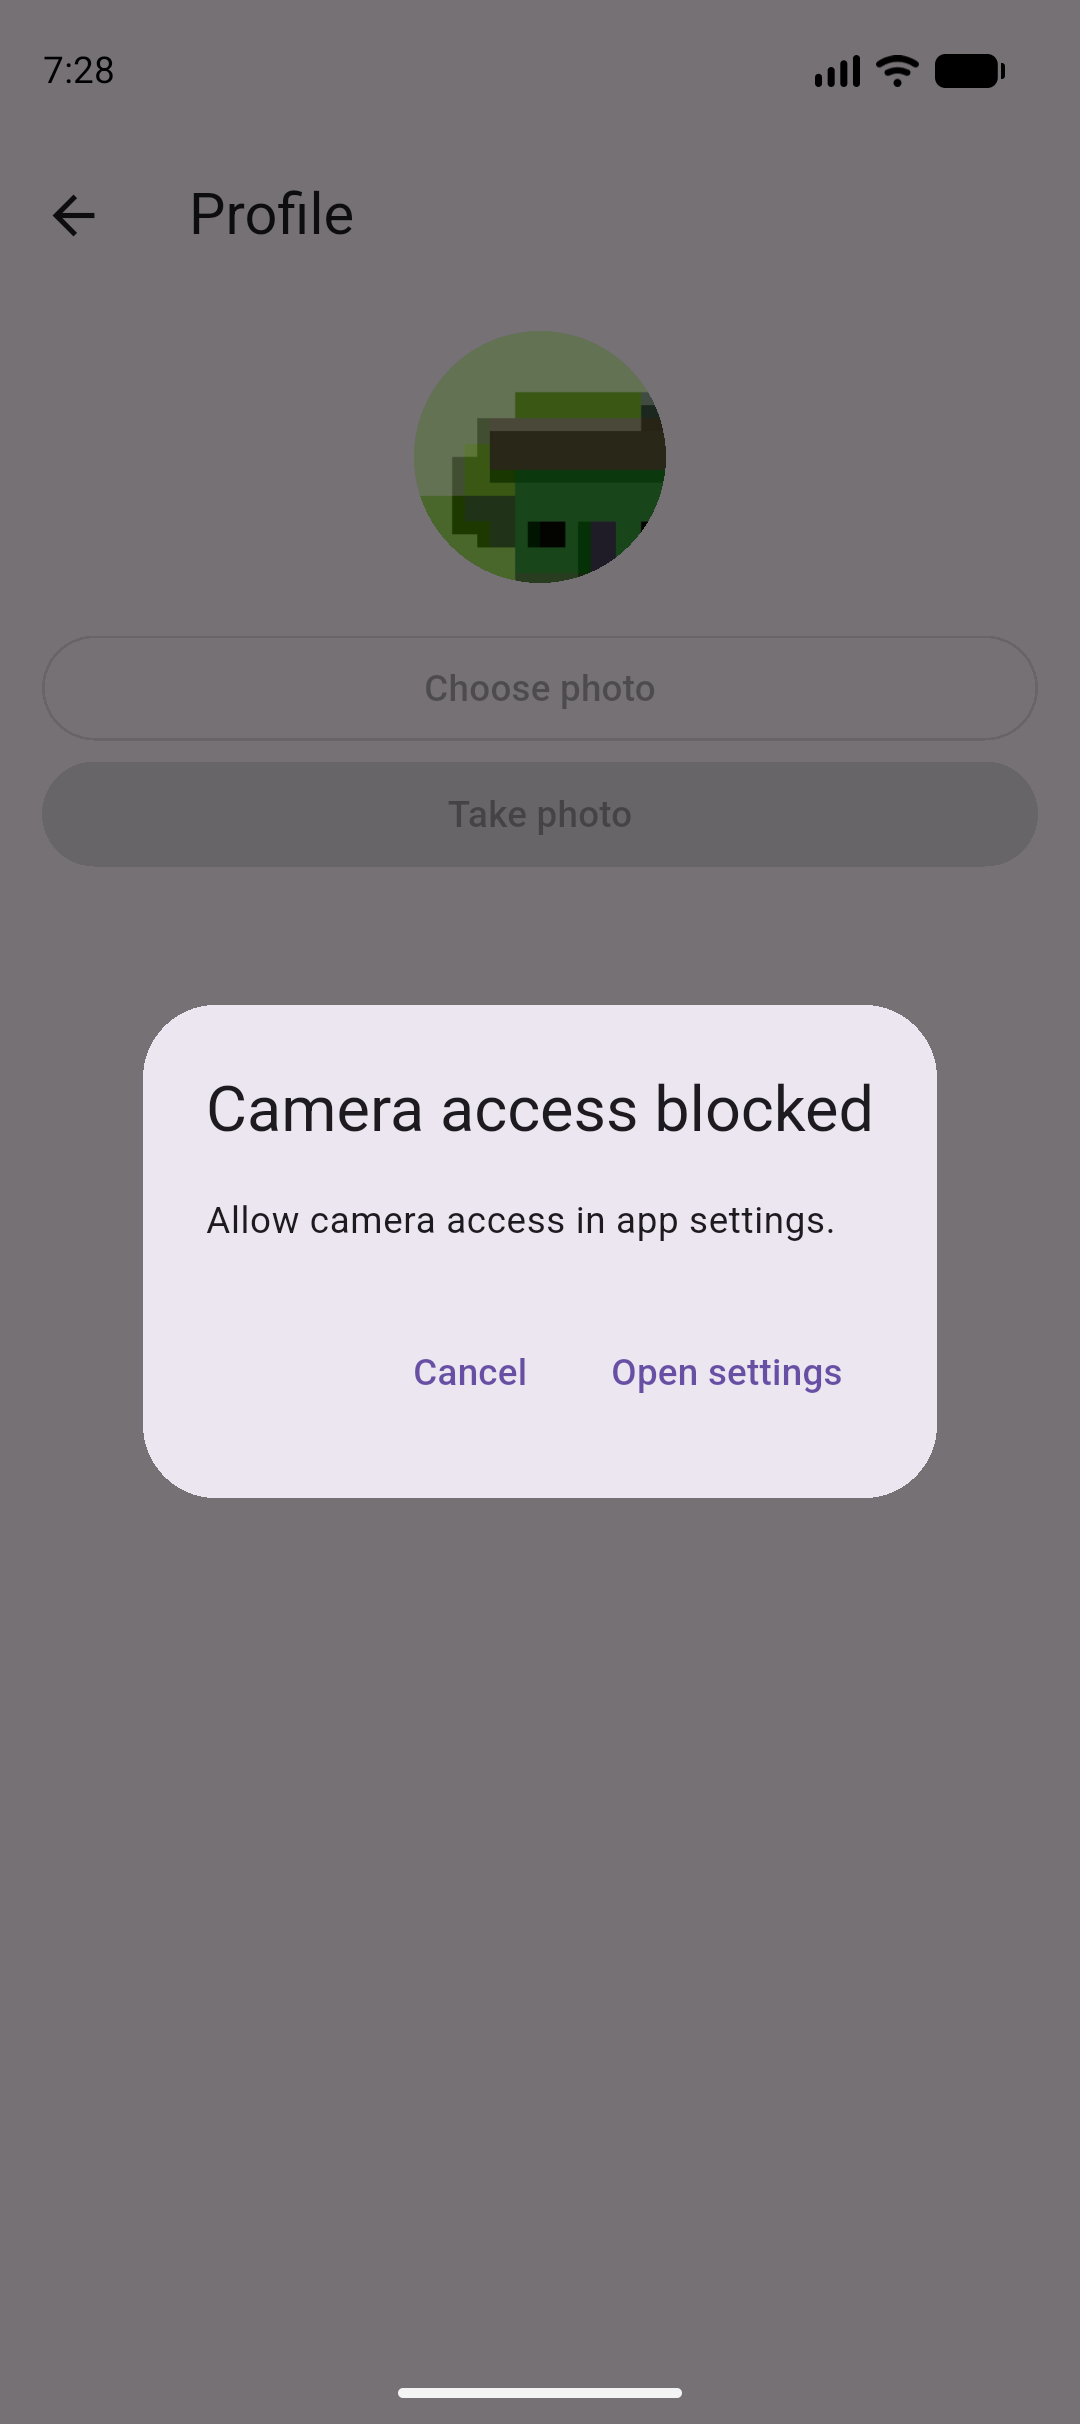 7:28
Profile
Choose photo
Take photo
Camera access blocked
Allow camera access in app settings.
Cancel
Open settings